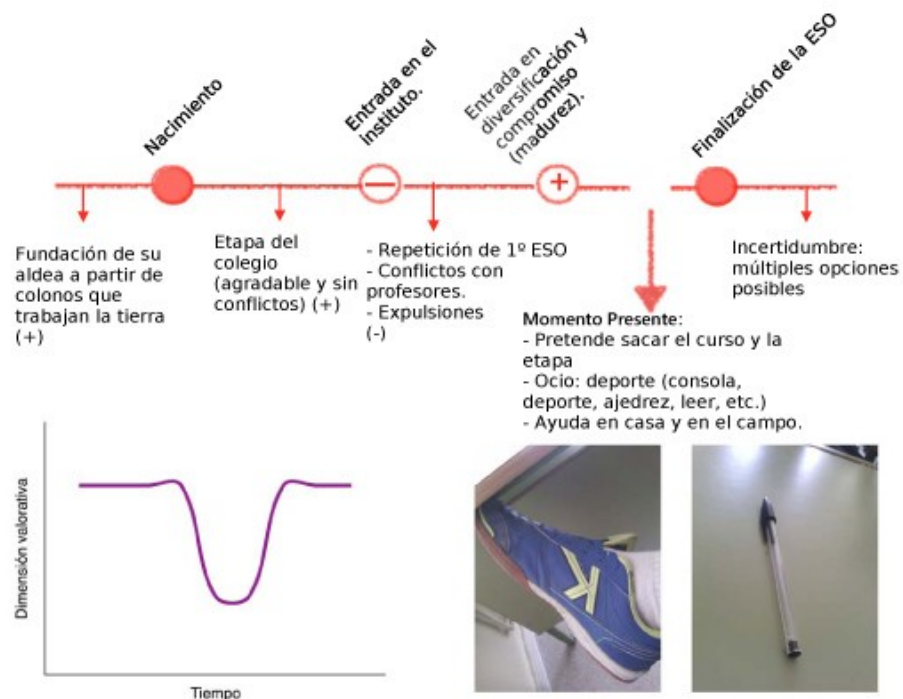 Nacimiento
Entrada en el
instituto.
Entrada en
diversificación y
compromiso
(madurez).
Finalización de la ESO
Fundación de su
aldea a partir de
colonos que
trabajan la tierra
(+)
Etapa del
colegio
(agradable y sin
conflictos) (+)
- Repetición de 1º ESO
- Conflictos con
profesores.
- Expulsiones
(-)
Momento Presente:
- Pretende sacar el curso y la
etapa
- Ocio: deporte (consola,
deporte, ajedrez, leer, etc.)
- Ayuda en casa y en el campo.
Incertidumbre:
múltiples opciones
posibles
Dimensión valorativa
Tiempo